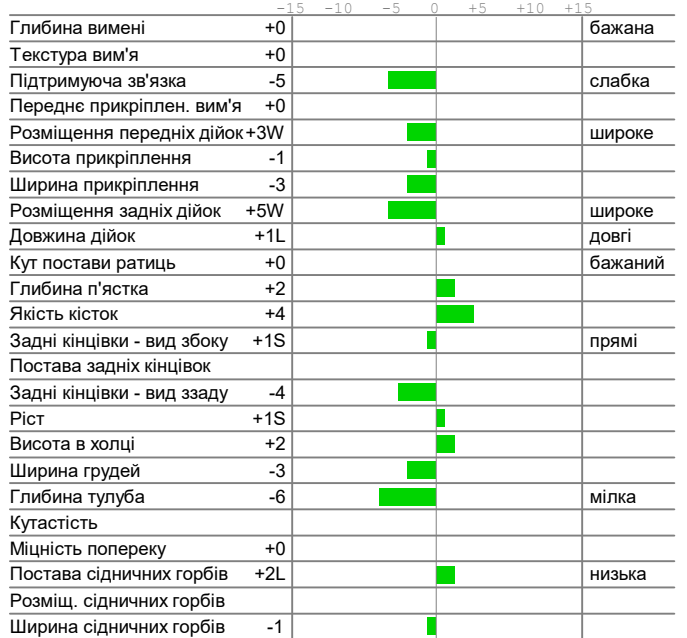 -15 -10 -5 0 +5 +10 +15
Глибина вимені +0 бажана
Текстура вим'я +0
Підтримуюча зв'язка -5 слабка
Переднє прикріплен. вим'я +0
Розміщення передніх дійок +3W широке
Висота прикріплення -1
Ширина прикріплення -3
Розміщення задніх дійок +5W широке
Довжина дійок +1L довгі
Кут постави ратиць +0 бажаний
Глибина п'ястка +2
Якість кісток +4
Задні кінцівки - вид збоку +1S прямі
Постава задніх кінцівок
Задні кінцівки - вид ззаду -4
Ріст +1S
Висота в холці +2
Ширина грудей -3
Глибина тулуба -6 мілка
Кутастість
Міцність попереку +0
Постава сідничних горбів +2L низька
Розміщ. сідничних горбів
Ширина сідничних горбів -1